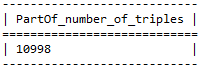 ---------------------------
| PartOf_number_of_triples |
===========================
| 10998                    |
---------------------------